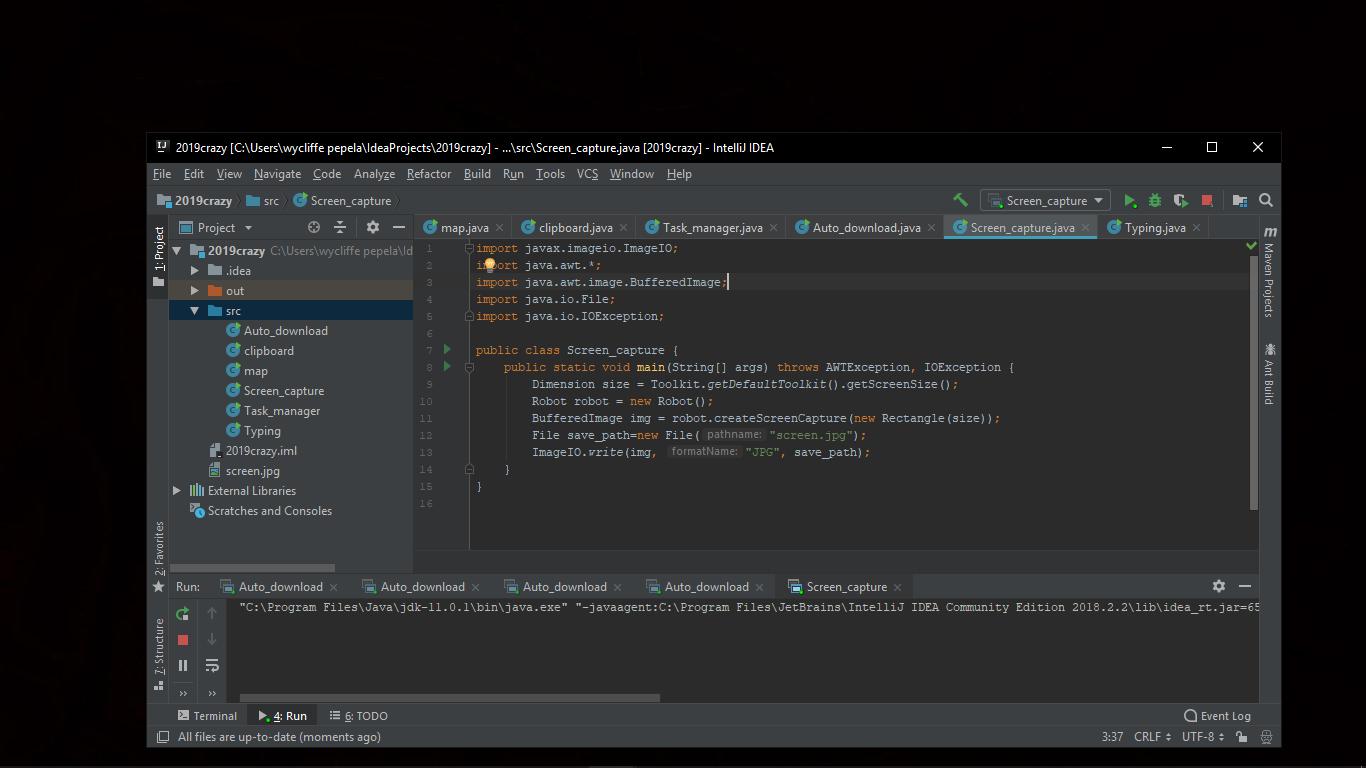 2019crazy [C:\Users\wycliffe pepela\IdeaProjects\2019crazy] - ...\src\Screen_capture.java [2019crazy] - IntelliJ IDEA
File Edit View Navigate Code Analyze Refactor Build Run Tools VCS Window Help
2019crazy src Screen_capture Screen_capture
1: Project
Project
map.java clipboard.java Task_manager.java Auto_download.java Screen_capture.java Typing.java
2019crazy C:\Users\wycliffe pepela\Id
.idea
out
src
Auto_download
clipboard
map
Screen_capture
Task_manager
Typing
2019crazy.iml
screen.jpg
External Libraries
Scratches and Consoles
1 import javax.imageio.ImageIO;
2 import java.awt.*;
3 import java.awt.image.BufferedImage;
4 import java.io.File;
5 import java.io.IOException;
6
7 public class Screen_capture {
8 public static void main(String[] args) throws AWTException, IOException {
9 Dimension size = Toolkit.getDefaultToolkit().getScreenSize();
10 Robot robot = new Robot();
11 BufferedImage img = robot.createScreenCapture(new Rectangle(size));
12 File save_path=new File( pathname: "screen.jpg");
13 ImageIO.write(img, formatName: "JPG", save_path);
14 }
15 }
16
Maven Projects
Ant Build
2: Favorites
7: Structure
Run: Auto_download Auto_download Auto_download Auto_download Screen_capture
"C:\Program Files\Java\jdk-11.0.1\bin\java.exe" "-javaagent:C:\Program Files\JetBrains\IntelliJ IDEA Community Edition 2018.2.2\lib\idea_rt.jar=65
Terminal 4: Run 6: TODO Event Log
All files are up-to-date (moments ago) 3:37 CRLF UTF-8